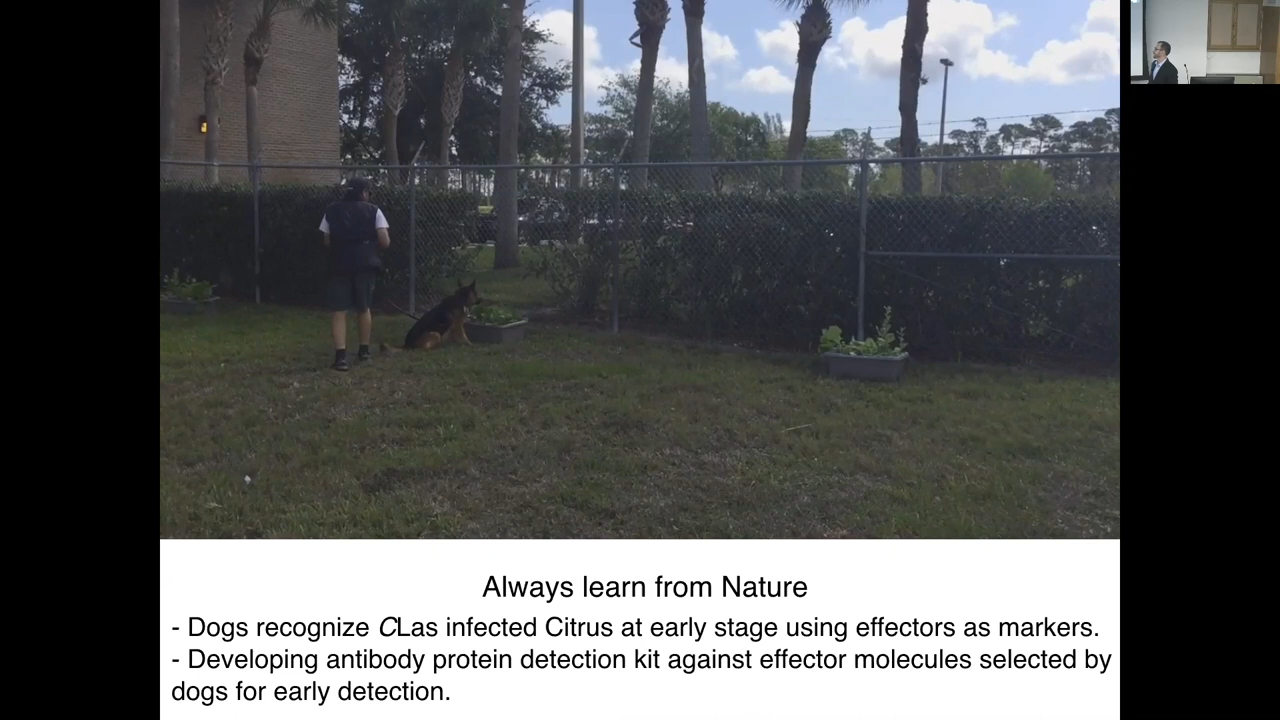 Always learn from Nature
- Dogs recognize CLas infected Citrus at early stage using effectors as markers.
- Developing antibody protein detection kit against effector molecules selected by
dogs for early detection.